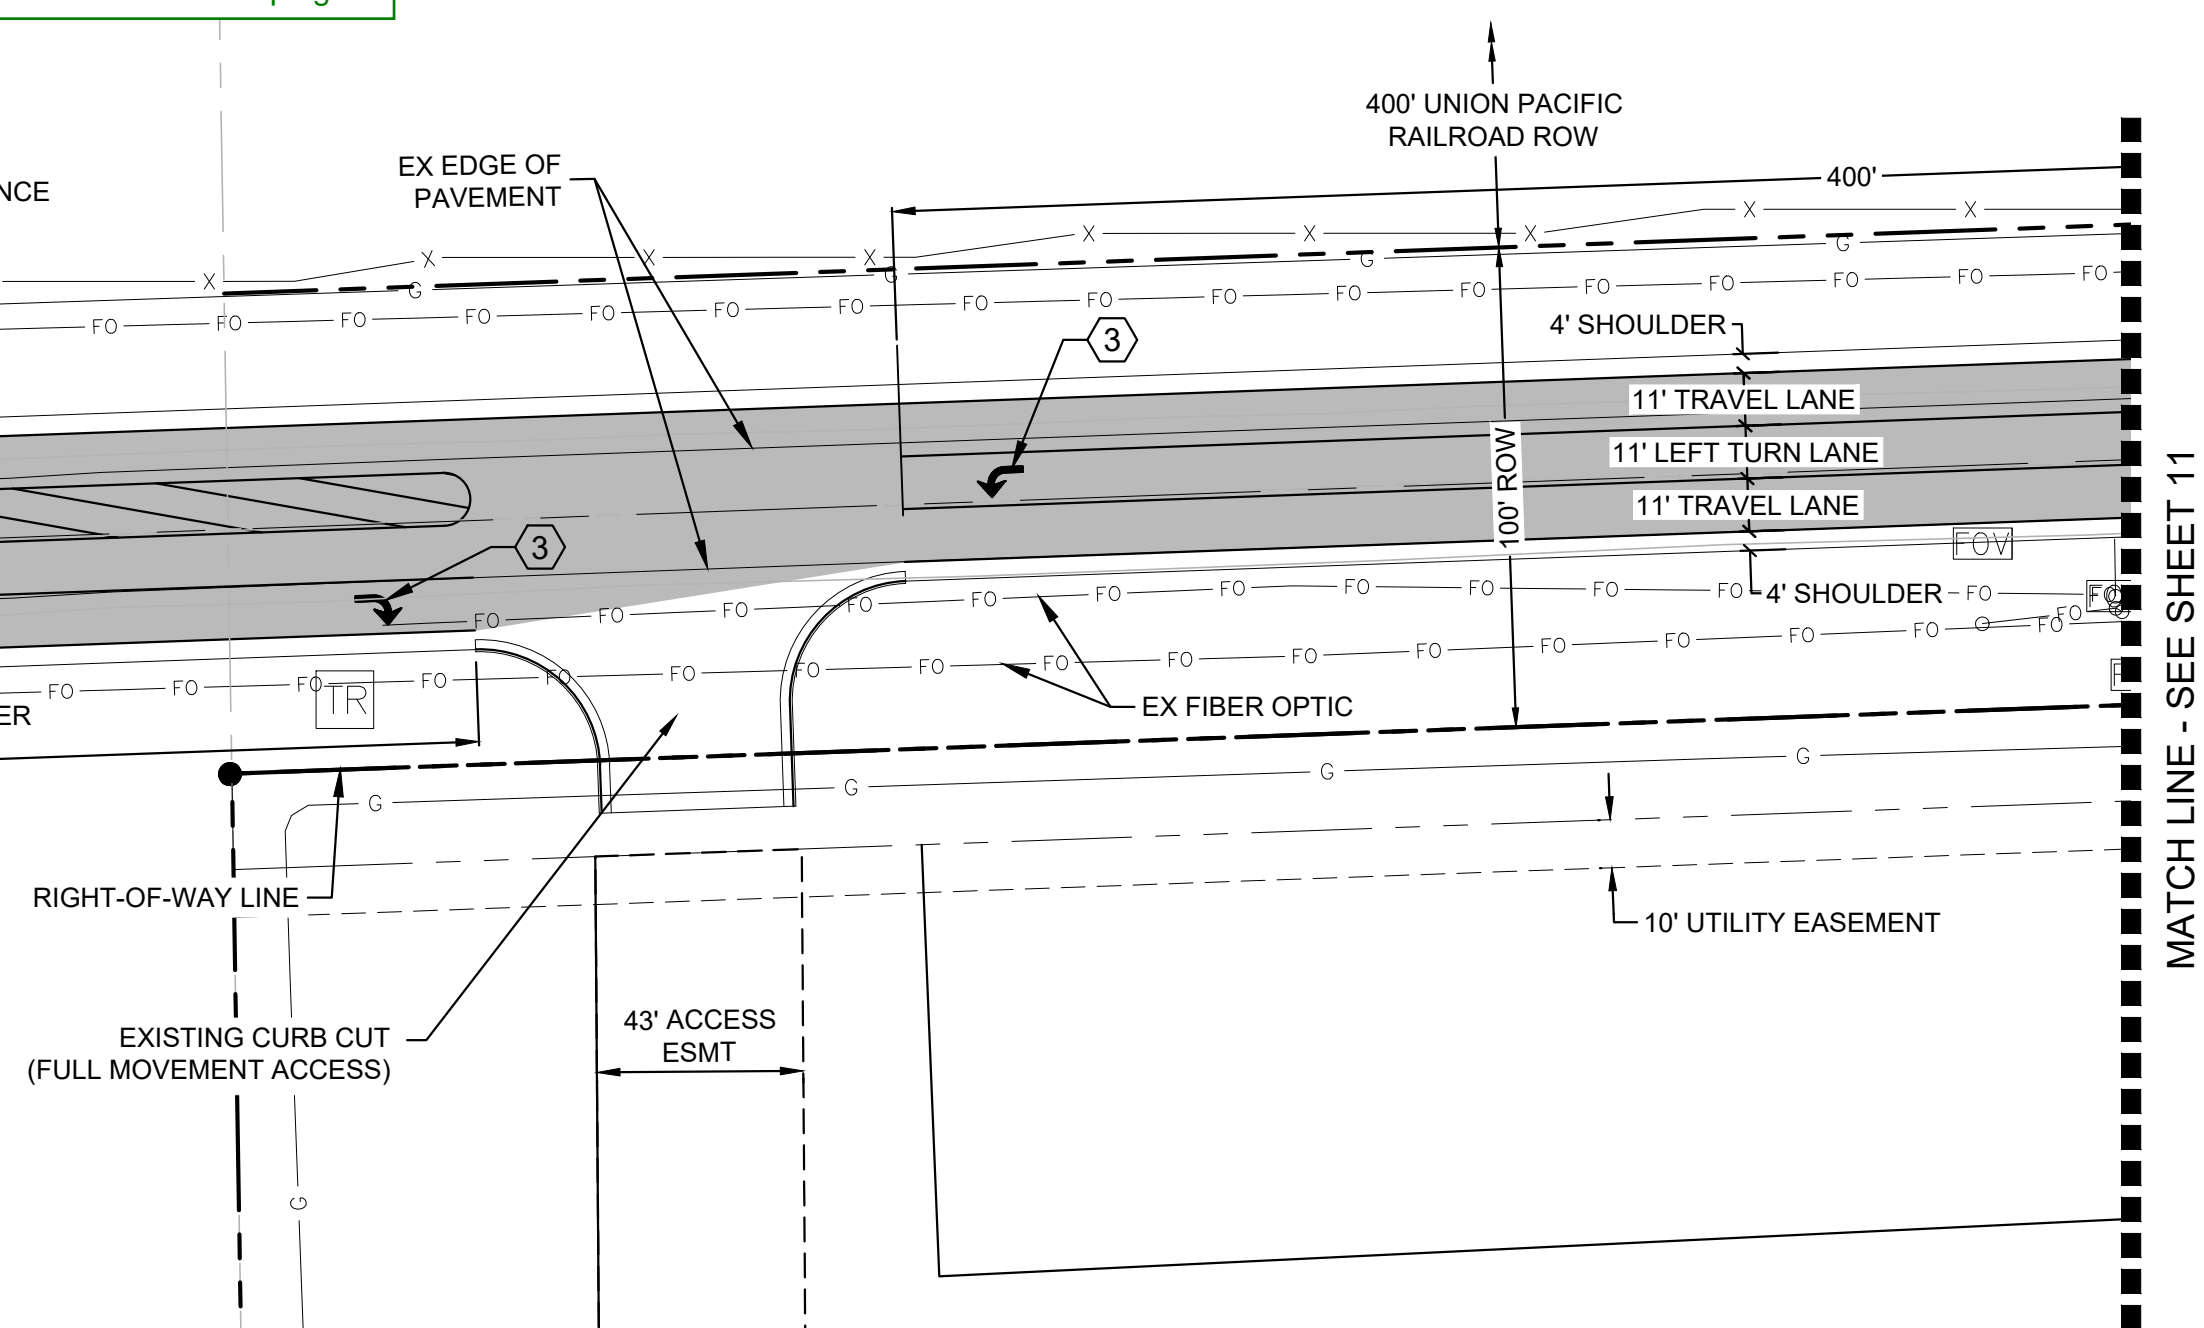 400' UNION PACIFIC
RAILROAD ROW
EX EDGE OF
PAVEMENT
NCE
400'
X X X X X X X X X
G G G G
FO FO FO FO FO FO FO FO FO FO FO FO FO FO FO FO FO
4' SHOULDER
3
11' TRAVEL LANE
11' LEFT TURN LANE
11' TRAVEL LANE
100' ROW
3
FOV
4' SHOULDER
FO FO FO FO FO FO FO FO FO FO FO FO FO
FO FO FO FO FO FO FO FO FO FO FO FO FO FO FO FO FO
TR
ER
EX FIBER OPTIC
G G G G
RIGHT-OF-WAY LINE
10' UTILITY EASEMENT
EXISTING CURB CUT
(FULL MOVEMENT ACCESS)
43' ACCESS
ESMT
G
MATCH LINE - SEE SHEET 11